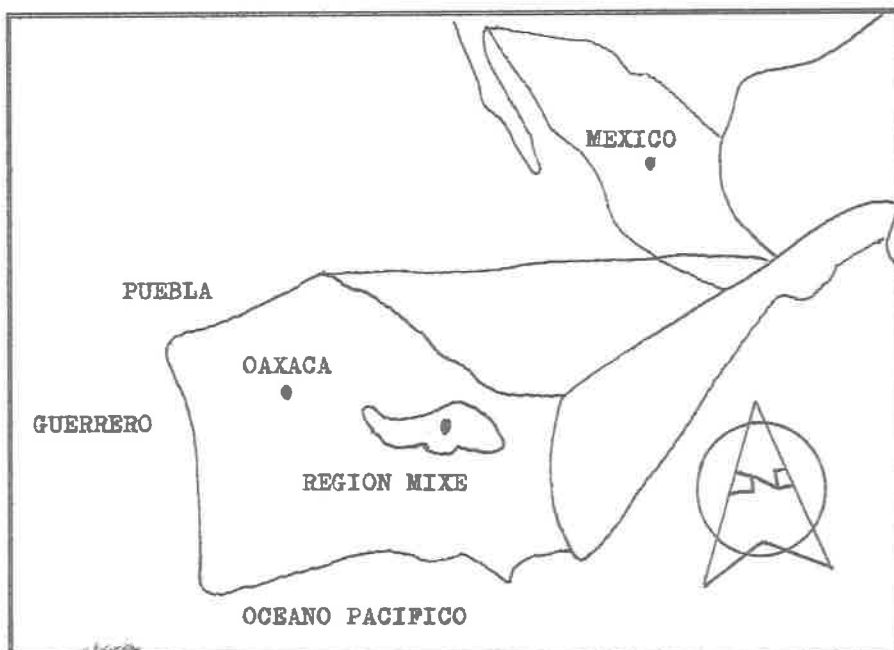 MEXICO
PUEBLA
OAXACA
GUERRERO
REGION MIXE
N
OCEANO PACIFICO